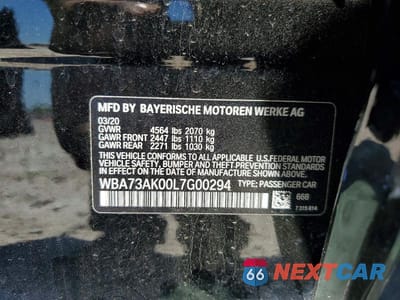 MFD BY BAYERISCHE MOTOREN WERKE AG
03/20
GVWR 4564 lbs 2070 kg
GAWR FRONT 2447 lbs 1110 kg
GAWR REAR 2271 lbs 1030 kg
THIS VEHICLE CONFORMS TO ALL APPLICABLE FEDERAL MOTOR
VEHICLE SAFETY, BUMPER AND THEFT PREVENTION STANDARDS
IN EFFECT ON THE DATE OF MANUFACTURE SHOWN ABOVE.
WBA73AK00L7G00294 TYPE: PASSENGER CAR
668
66 NEXTCAR